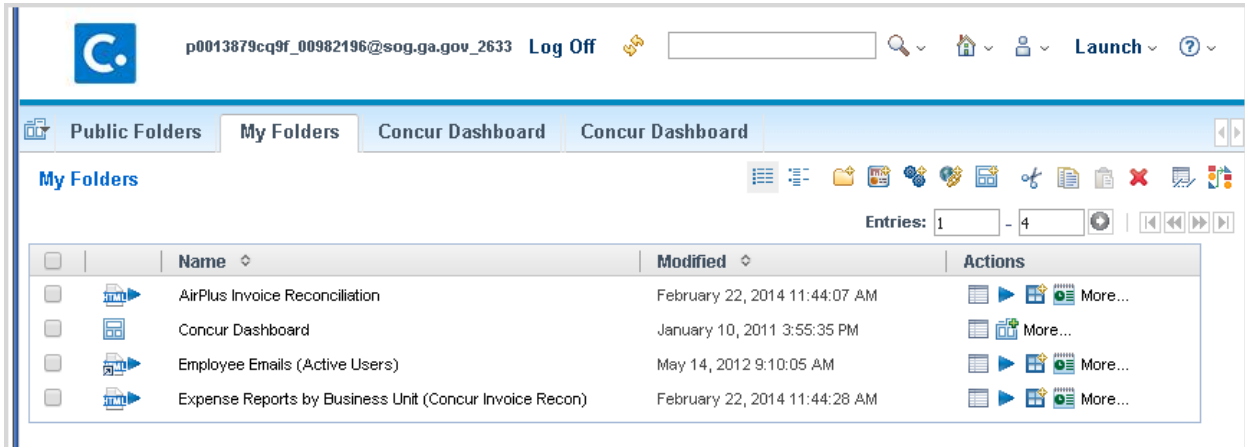 C.
p0013879cq9f_00982196@sog.ga.gov_2633 Log Off Launch
Public Folders My Folders Concur Dashboard Concur Dashboard
My Folders
Entries: 1 - 4
Name Modified Actions
HTML AirPlus Invoice Reconciliation February 22, 2014 11:44:07 AM More...
Concur Dashboard January 10, 2011 3:55:35 PM More...
HTML Employee Emails (Active Users) May 14, 2012 9:10:05 AM More...
HTML Expense Reports by Business Unit (Concur Invoice Recon) February 22, 2014 11:44:28 AM More...